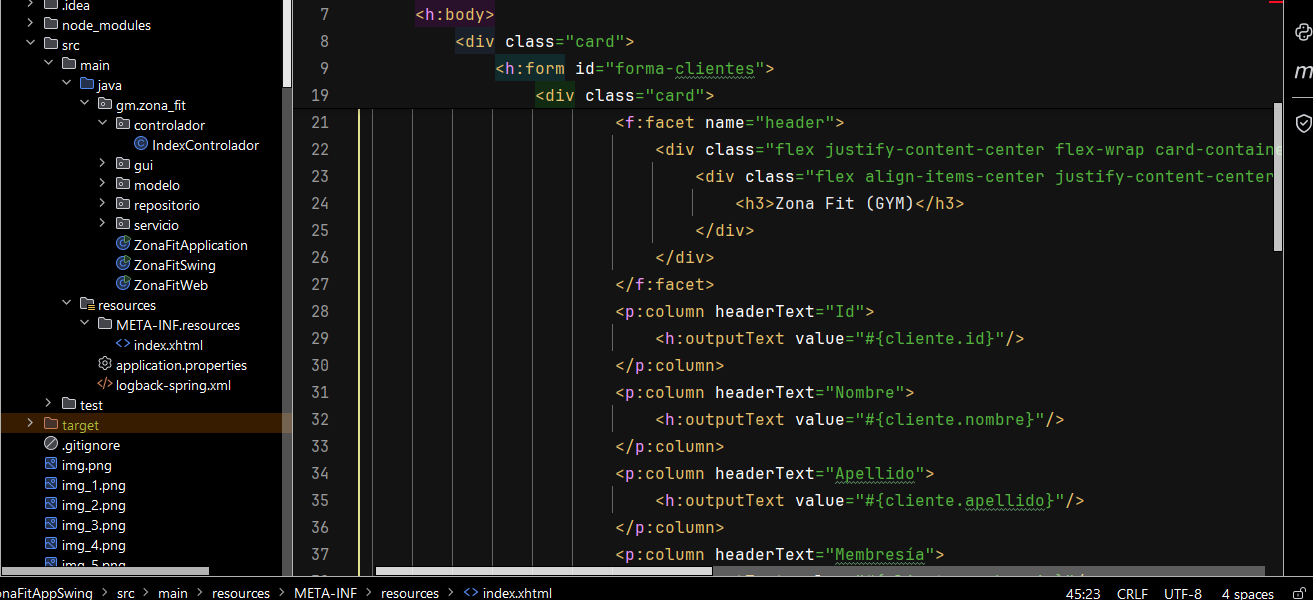 .idea
node_modules
src
main
java
gm.zona_fit
controlador
IndexControlador
gui
modelo
repositorio
servicio
ZonaFitApplication
ZonaFitSwing
ZonaFitWeb
resources
META-INF.resources
index.xhtml
application.properties
logback-spring.xml
test
target
.gitignore
img.png
img_1.png
img_2.png
img_3.png
img_4.png
img_5.png
7 <h:body>
8 <div class="card">
9 <h:form id="forma-clientes">
19 <div class="card">
21 <f:facet name="header">
22 <div class="flex justify-content-center flex-wrap card-containe
23 <div class="flex align-items-center justify-content-center
24 <h3>Zona Fit (GYM)</h3>
25 </div>
26 </div>
27 </f:facet>
28 <p:column headerText="Id">
29 <h:outputText value="#{cliente.id}"/>
30 </p:column>
31 <p:column headerText="Nombre">
32 <h:outputText value="#{cliente.nombre}"/>
33 </p:column>
34 <p:column headerText="Apellido">
35 <h:outputText value="#{cliente.apellido}"/>
36 </p:column>
37 <p:column headerText="Membresía">
m
onaFitAppSwing > src > main > resources > META-INF > resources > <> index.xhtml
45:23 CRLF UTF-8 4 spaces